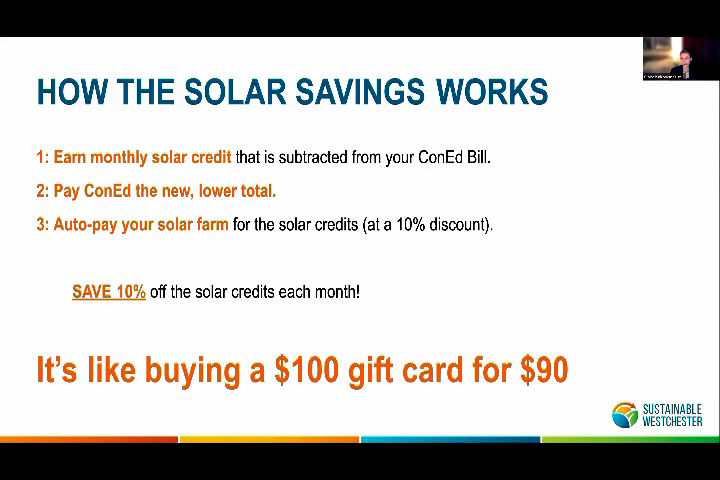 HOW THE SOLAR SAVINGS WORKS
1: Earn monthly solar credit that is subtracted from your ConEd Bill.
2: Pay ConEd the new, lower total.
3: Auto-pay your solar farm for the solar credits (at a 10% discount).
SAVE 10% off the solar credits each month!
It's like buying a $100 gift card for $90
SUSTAINABLE
WESTCHESTER